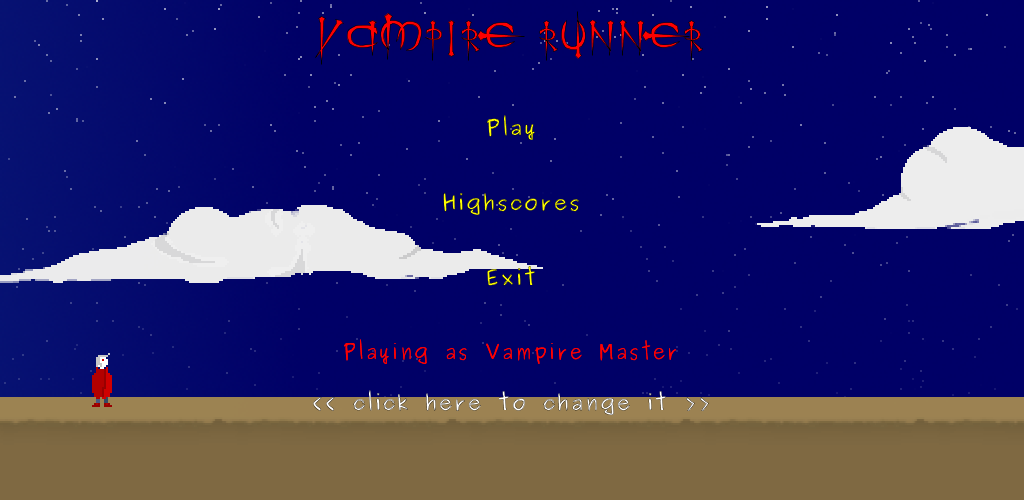 VAMPIRE RUNNER
Play
Highscores
Exit
Playing as Vampire Master
<< click here to change it >>